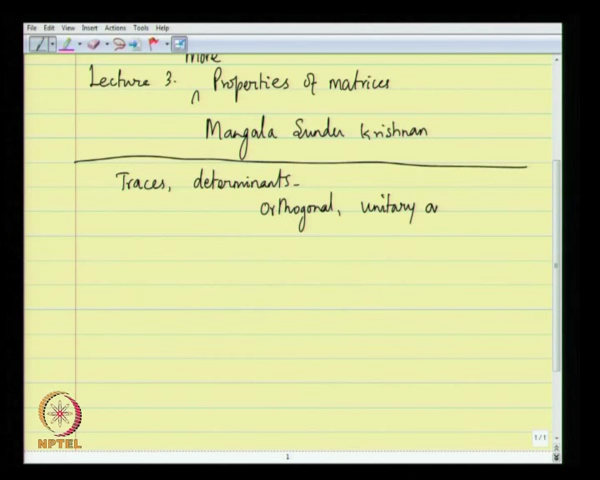 File Edit View Insert Actions Tools Help
More
Lecture 3. ^ Properties of matrices
Mangala Sunder Krishnan
Traces, determinants-
Orthogonal, unitary a
NPTEL
1/1
1